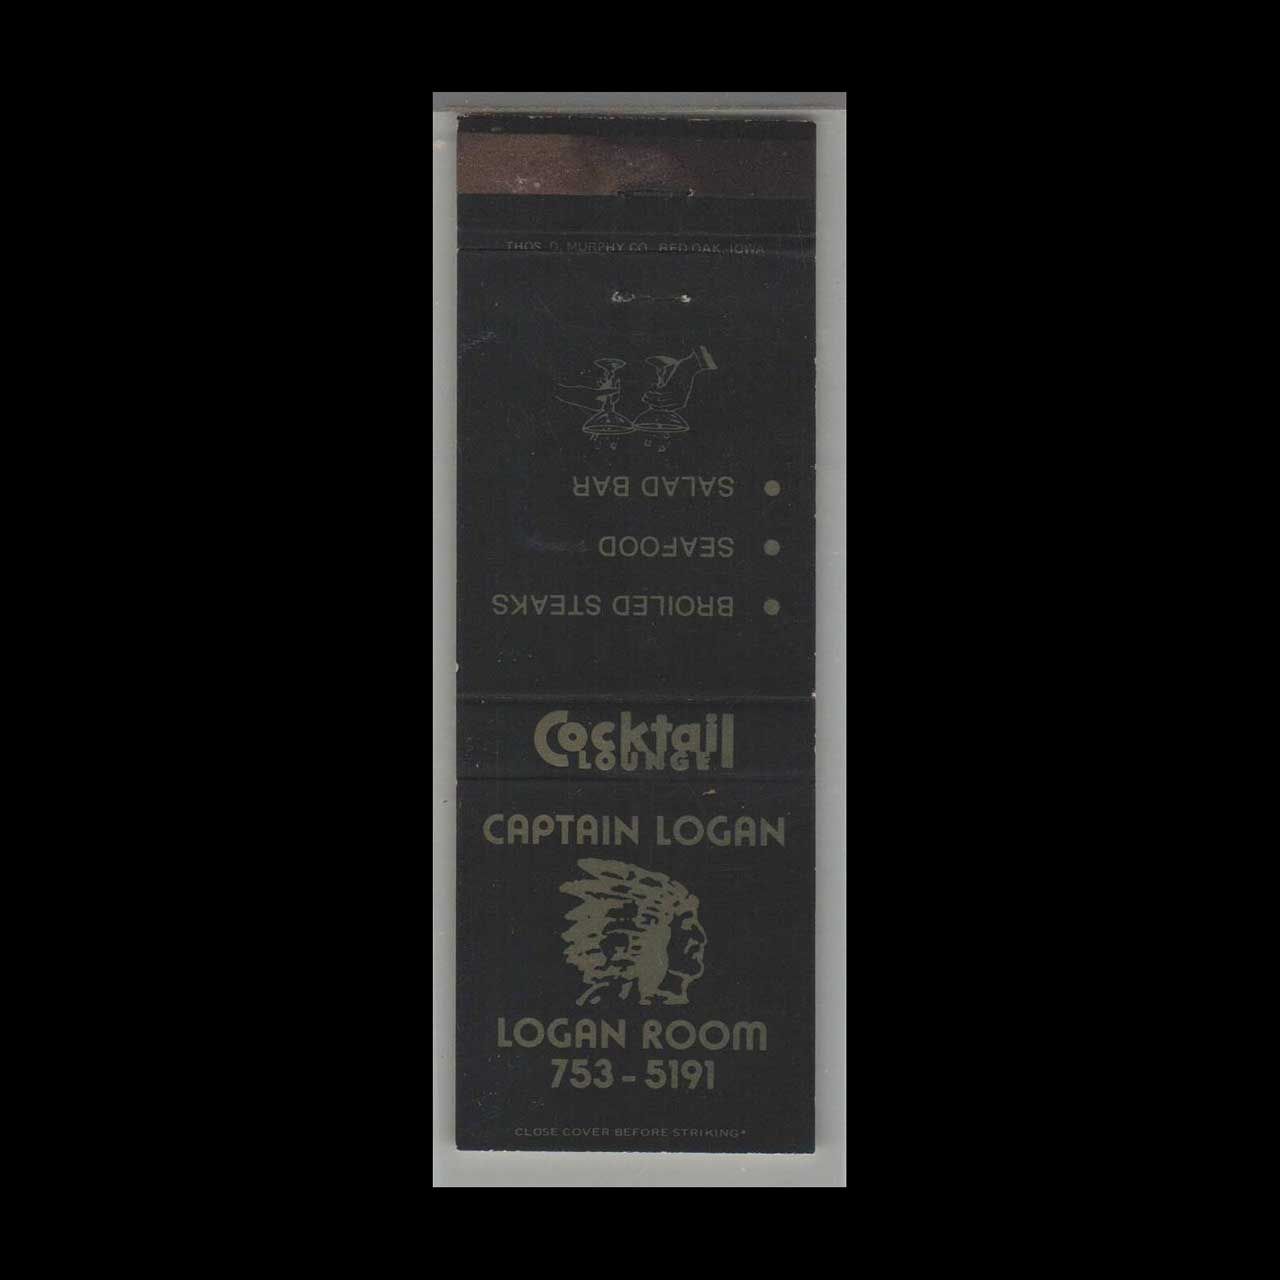 THOS. D. MURPHY CO. RED OAK, IOWA
• BROILED STEAKS
• SEAFOOD
• SALAD BAR
Cocktail
LOUNGE
CAPTAIN LOGAN
LOGAN ROOM
753-5191
CLOSE COVER BEFORE STRIKING*